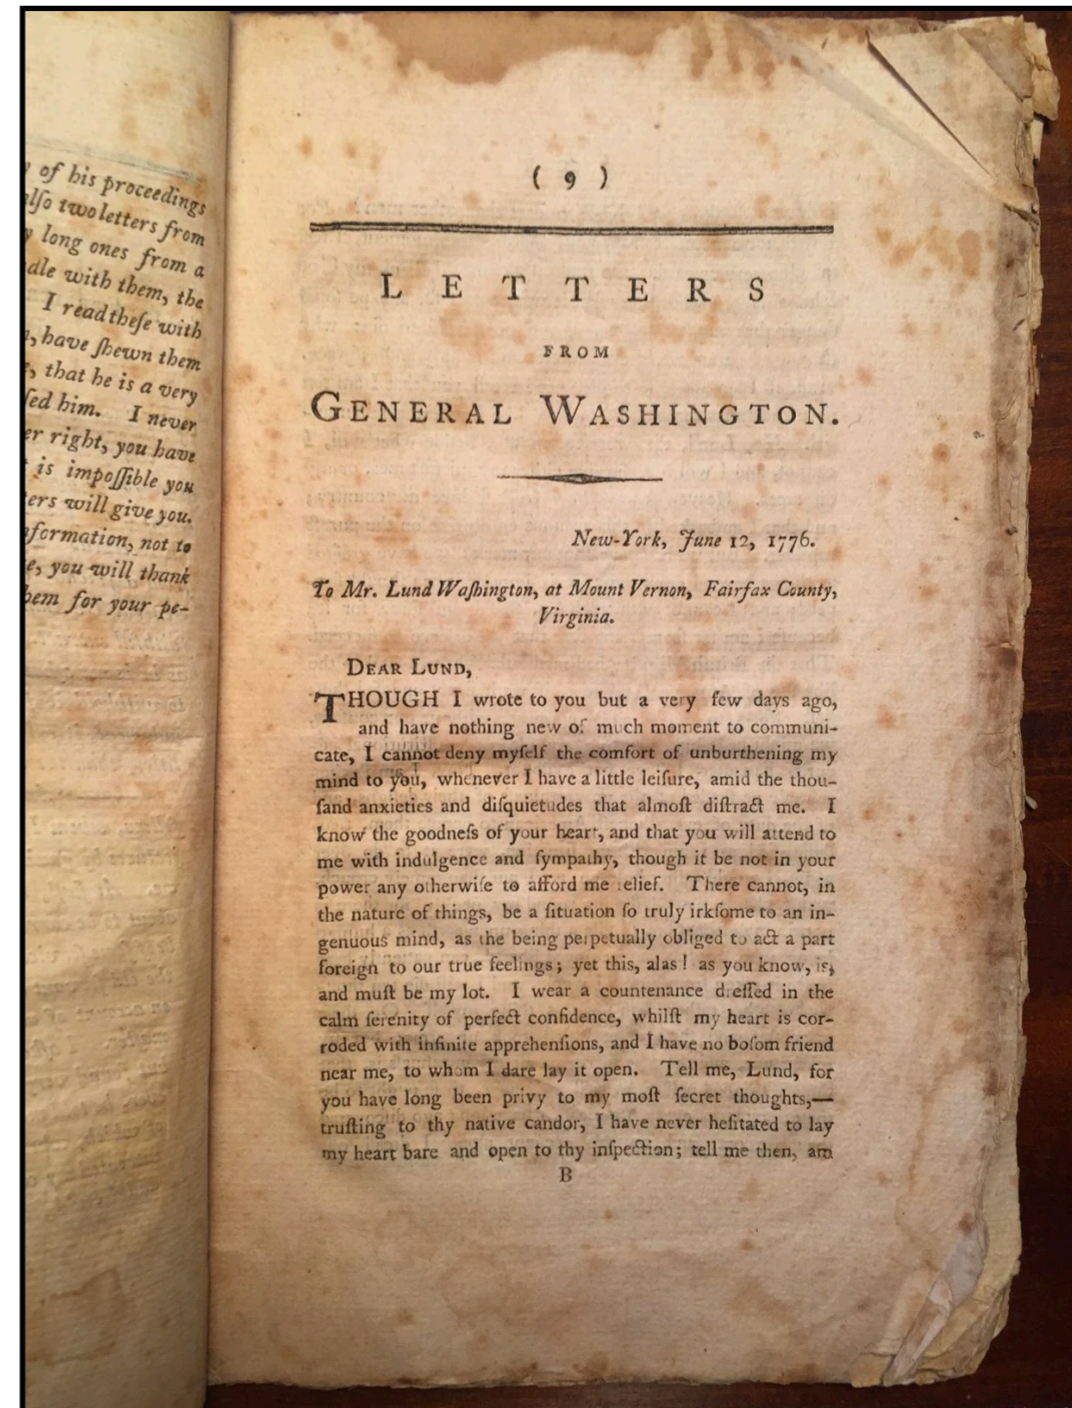 of his proceedings
also two letters from
long ones from a
with them, the
I read theſe with
have ſhewn them
that he is a very
him. I never
right, you have
is impoſſible you
will give you.
not to
you will thank
for your pe-
( 9 )
LETTERS
FROM
GENERAL WASHINGTON.
New-York, June 12, 1776.
To Mr. Lund Waſhington, at Mount Vernon, Fairfax County,
Virginia.
DEAR LUND,
THOUGH I wrote to you but a very few days ago,
and have nothing new of much moment to communi-
cate, I cannot deny myſelf the comfort of unburthening my
mind to you, whenever I have a little leiſure, amid the thou-
ſand anxieties and diſquietudes that almoſt diſtract me. I
know the goodneſs of your heart, and that you will attend to
me with indulgence and ſympathy, though it be not in your
power any otherwiſe to afford me relief. There cannot, in
the nature of things, be a ſituation ſo truly irkſome to an in-
genuous mind, as the being perpetually obliged to act a part
foreign to our true feelings; yet this, alas! as you know, is,
and muſt be my lot. I wear a countenance dreſſed in the
calm ſerenity of perfect confidence, whilſt my heart is cor-
roded with infinite apprehenſions, and I have no boſom friend
near me, to whom I dare lay it open. Tell me, Lund, for
you have long been privy to my moſt ſecret thoughts,—
truſting to thy native candor, I have never heſitated to lay
my heart bare and open to thy inſpection; tell me then, am
B